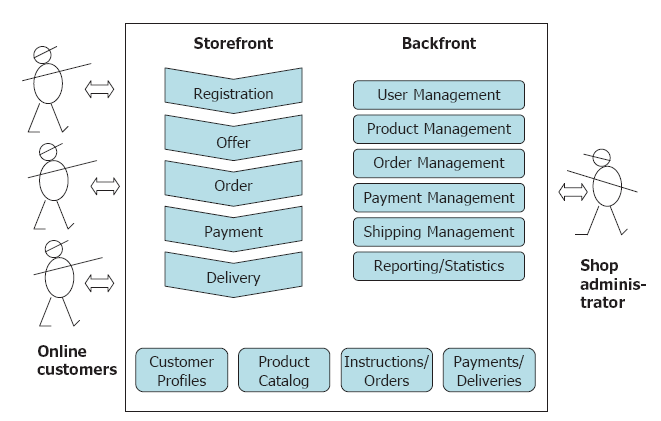 Storefront
Backfront
Registration
Offer
Order
Payment
Delivery
User Management
Product Management
Order Management
Payment Management
Shipping Management
Reporting/Statistics
Online
customers
Shop
adminis-
trator
Customer
Profiles
Product
Catalog
Instructions/
Orders
Payments/
Deliveries